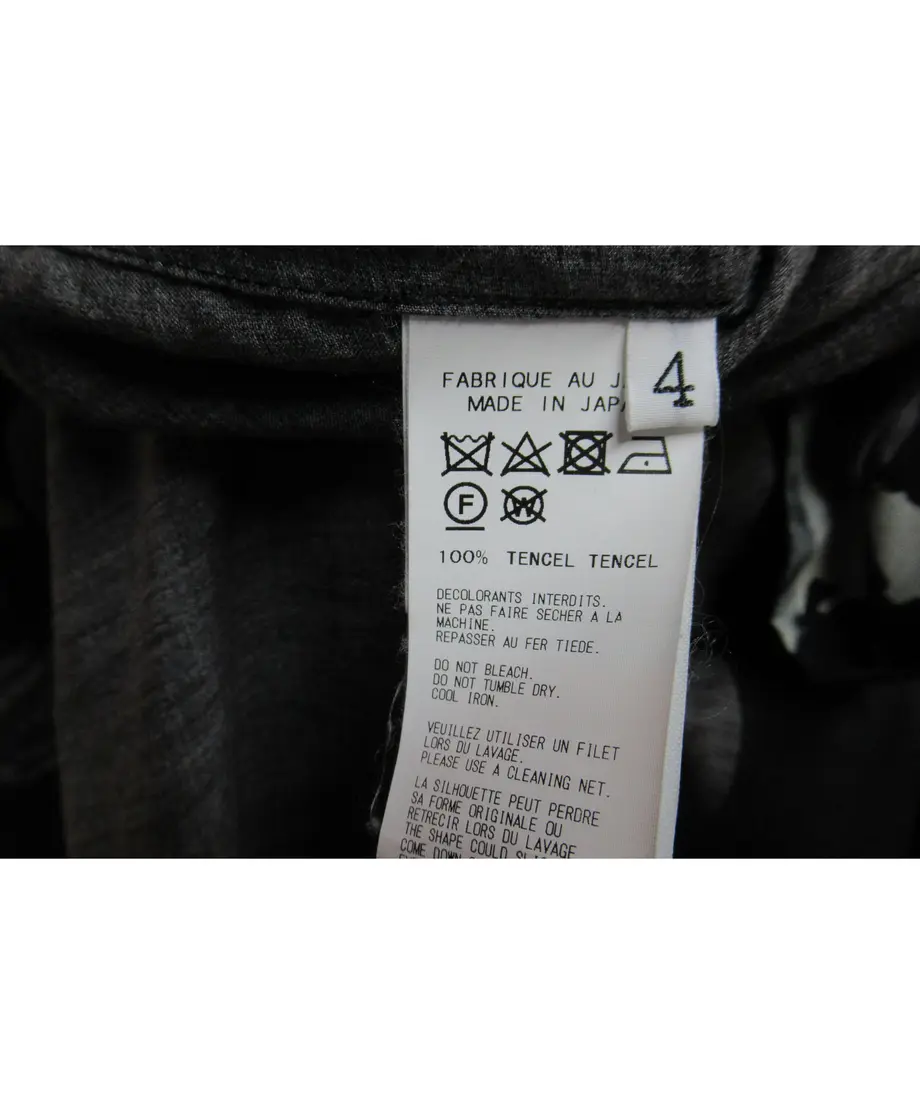 FABRIQUE AU
4
MADE IN
F
W
100% TENCEL TENCEL
DECOLORANTS INTERDITS.
NE PAS FAIRE SECHER A LA
MACHINE.
REPASSER AU FER TIEDE.
DO NOT BLEACH.
DO NOT TUMBLE DRY.
COOL IRON.
VEUILLEZ UTILISER UN FILET
LORS DU LAVAGE.
PLEASE USE A CLEANING NET.
LA SILHOUETTE PEUT PERDRE
SA FORME ORIGINALE OU
RETRECIR LORS DU LAVAGE
THE SHAPE COULD
COME DOWN